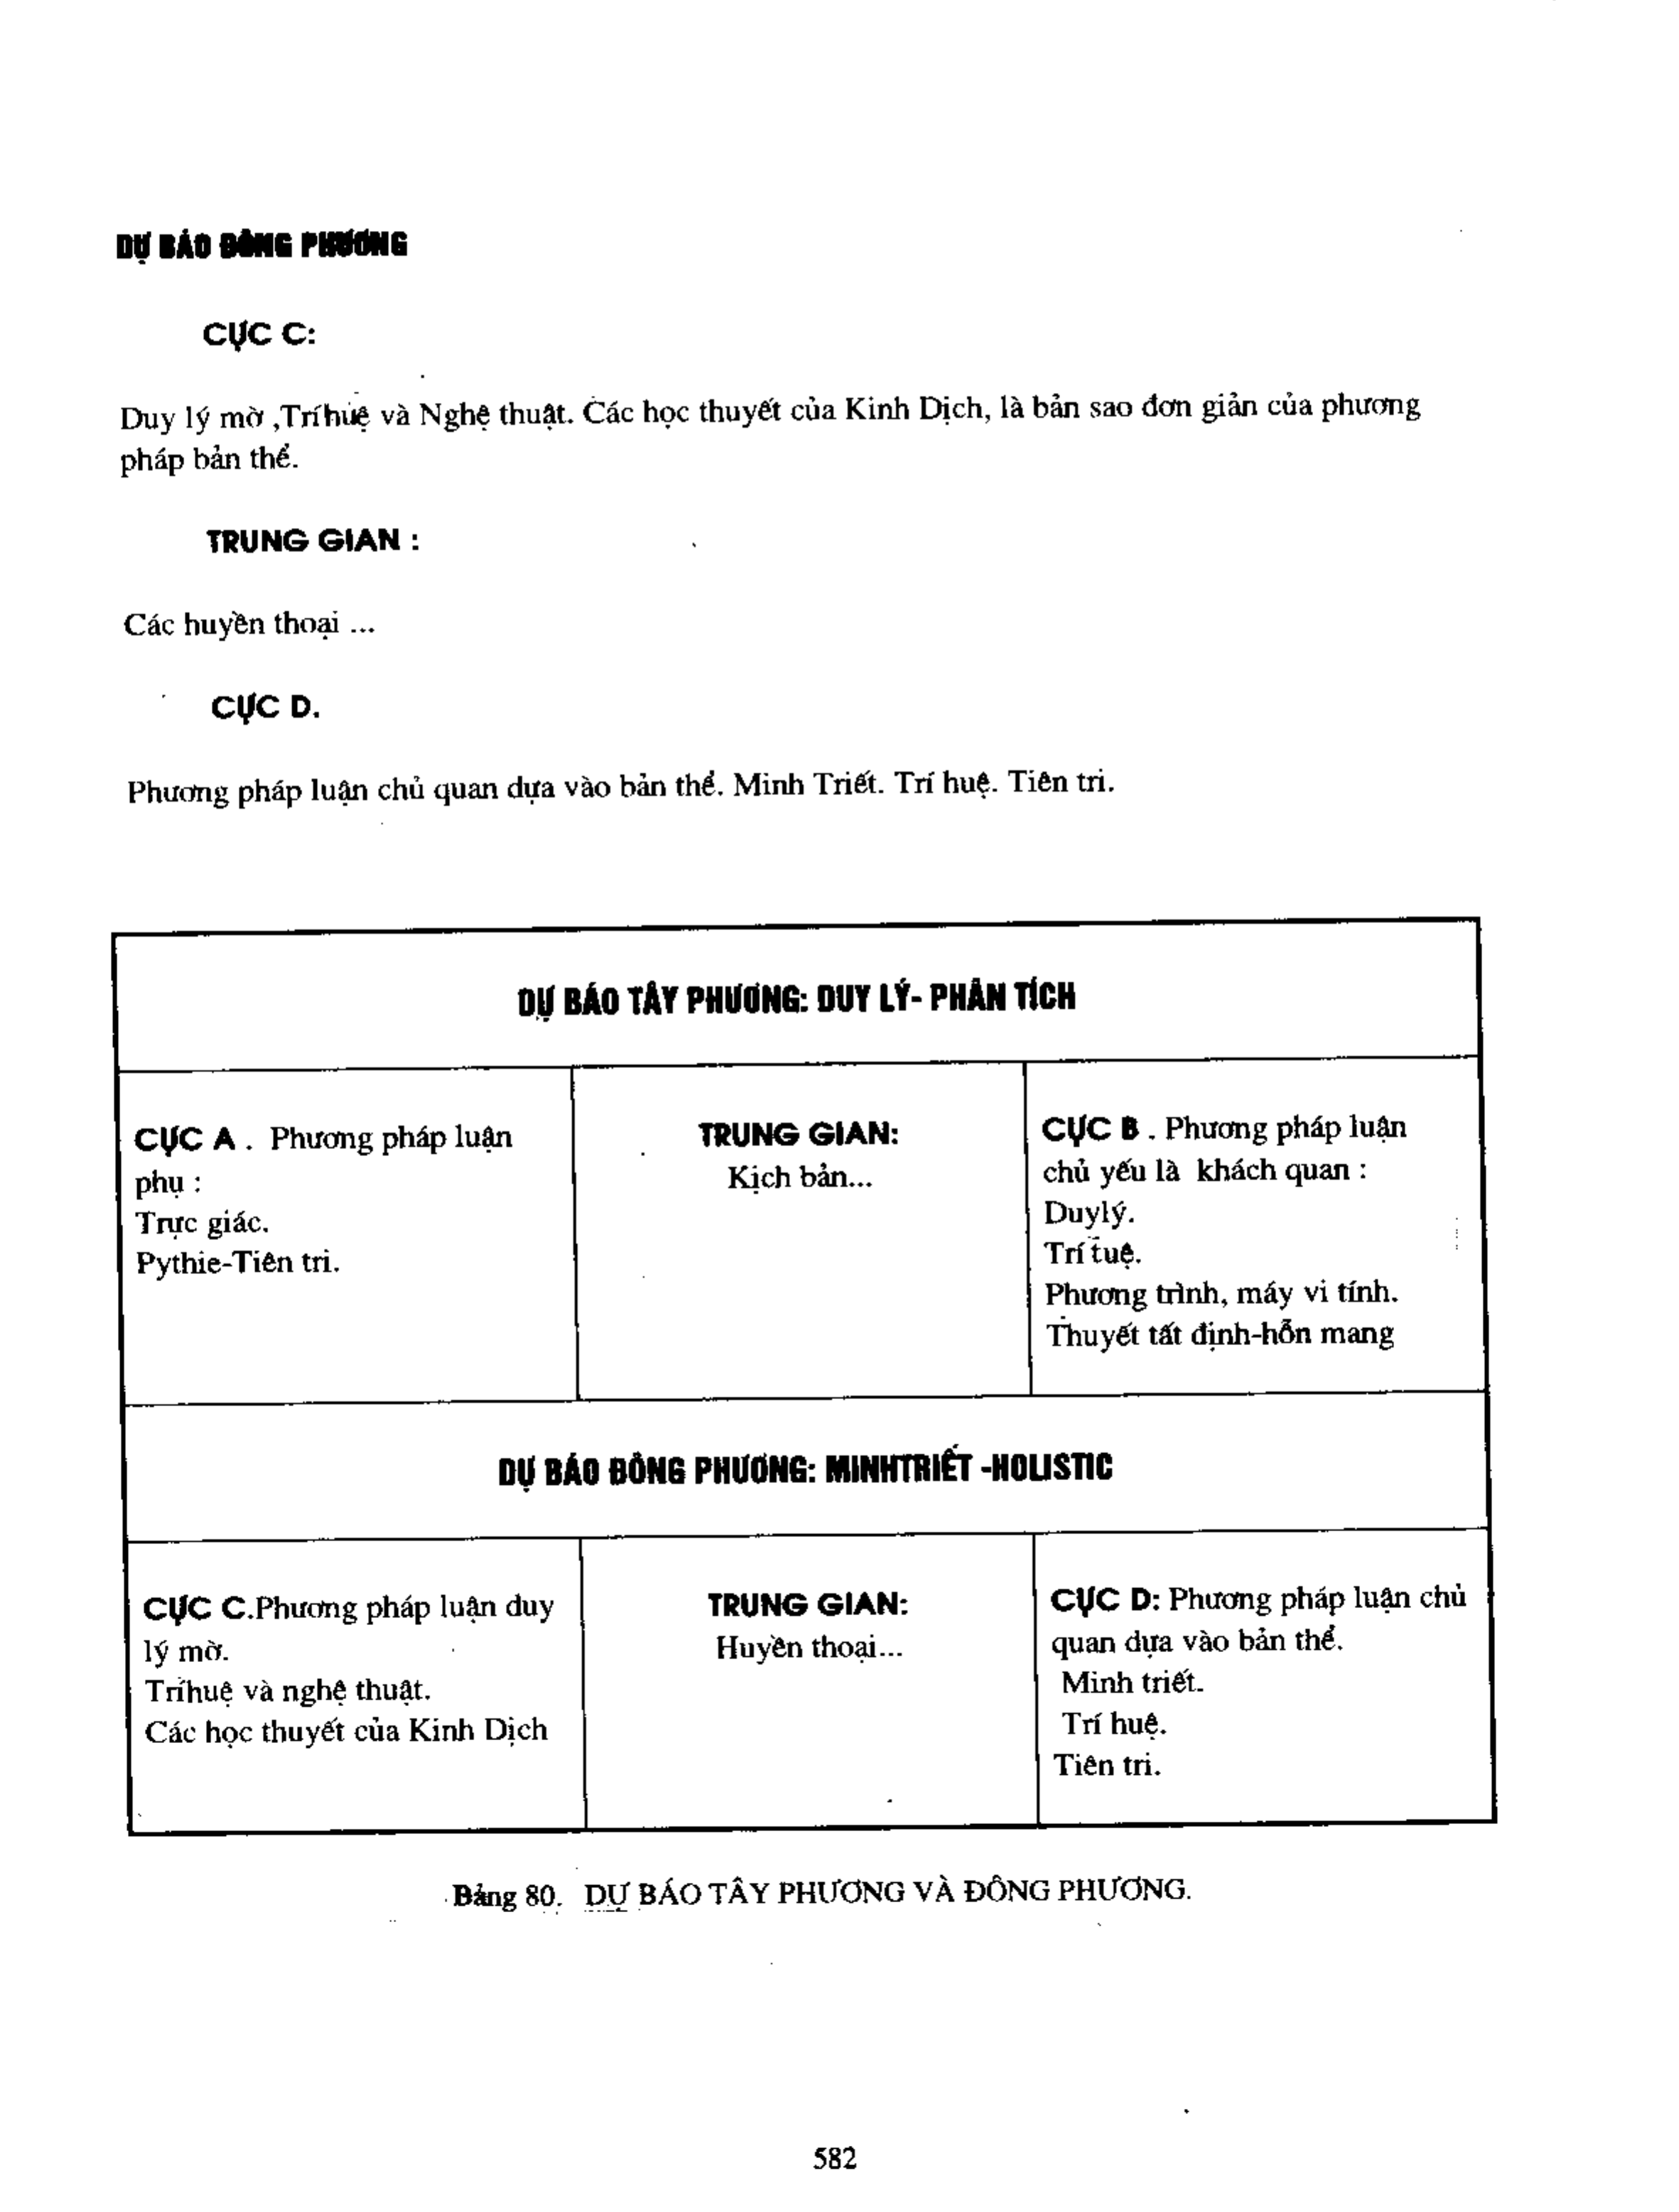 DỰ BÁO ĐÔNG PHƯƠNG
CỰC C:
Duy lý mờ ,Tríhuệ và Nghệ thuật. Các học thuyết của Kinh Dịch, là bản sao đơn giản của phương
pháp bản thể.
TRUNG GIAN :
Các huyền thoại ...
CỰC D.
Phương pháp luận chủ quan dựa vào bản thể. Minh Triết. Trí huệ. Tiên tri.
DỰ BÁO TÂY PHƯƠNG: DUY LÝ- PHÂN TÍCH
CỰC A . Phương pháp luận
phụ :
Trực giác.
Pythie-Tiên tri.
TRUNG GIAN:
Kịch bản...
CỰC B . Phương pháp luận
chủ yếu là khách quan :
Duylý.
Trí tuệ.
Phương trình, máy vi tính.
Thuyết tất định-hỗn mang
DỰ BÁO ĐÔNG PHƯƠNG: MINHTRIẾT -HOLISTIC
CỰC C.Phương pháp luận duy
lý mờ.
Tríhuệ và nghệ thuật.
Các học thuyết của Kinh Dịch
TRUNG GIAN:
Huyền thoại...
CỰC D: Phương pháp luận chủ
quan dựa vào bản thể.
Minh triết.
Trí huệ.
Tiên tri.
Bảng 80. DỰ BÁO TÂY PHƯƠNG VÀ ĐÔNG PHƯƠNG.
582